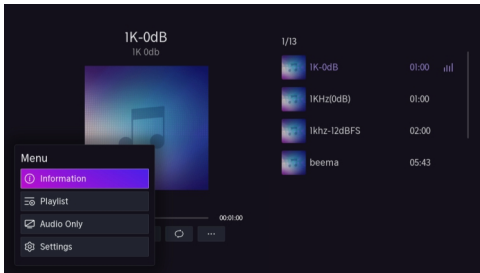 1K-0dB
1K 0db
1/13
1K-0dB 01:00
1KHz(0dB) 01:00
1khz-12dBFS 02:00
beema 05:43
Menu
Information
Playlist
Audio Only
Settings
00:01:00